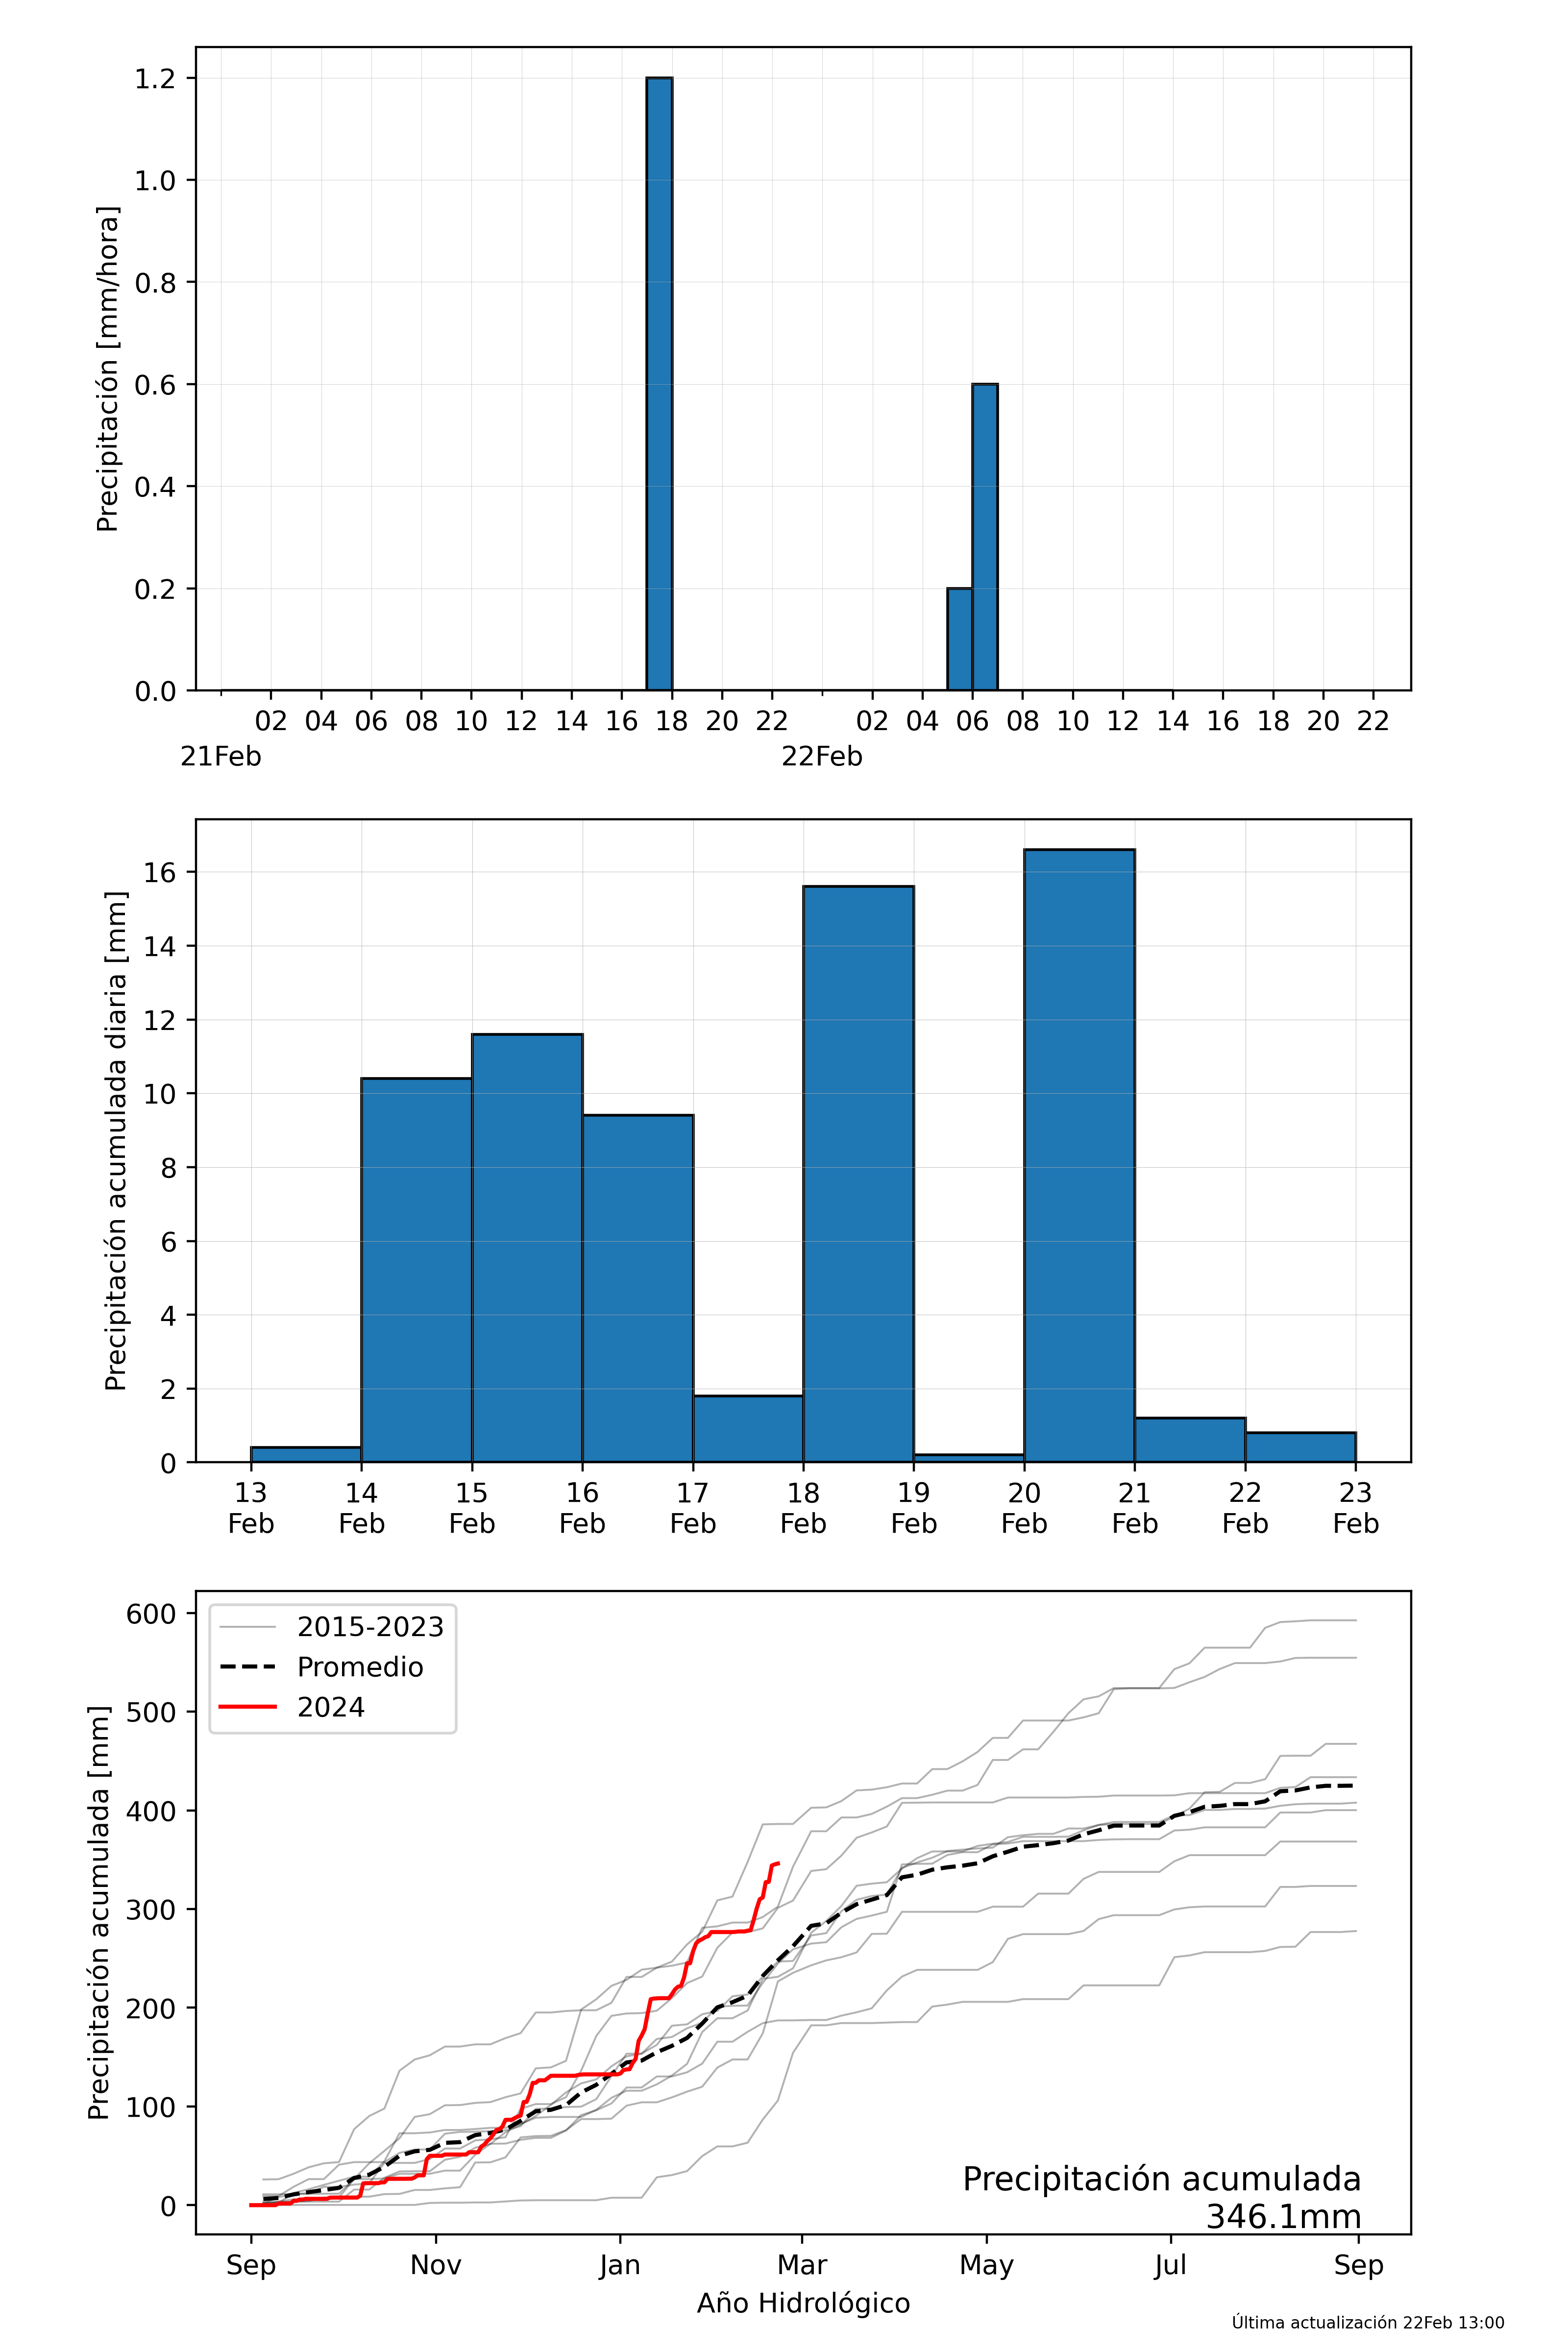 Precipitación [mm/hora]
1.2
1.0
0.8
0.6
0.4
0.2
0.0
02 04 06 08 10 12 14 16 18 20 22 02 04 06 08 10 12 14 16 18 20 22
21Feb 22Feb
Precipitación acumulada diaria [mm]
16
14
12
10
8
6
4
2
0
13 14 15 16 17 18 19 20 21 22 23
Feb Feb Feb Feb Feb Feb Feb Feb Feb Feb Feb
Precipitación acumulada [mm]
600
500
400
300
200
100
0
2015-2023
Promedio
2024
Precipitación acumulada
346.1mm
Sep Nov Jan Mar May Jul Sep
Año Hidrológico
Última actualización 22Feb 13:00